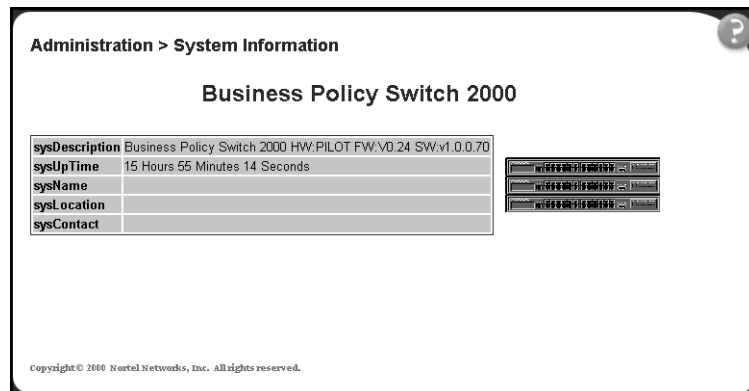 Administration > System Information
?
Business Policy Switch 2000
sysDescription Business Policy Switch 2000 HW:PILOT FW:V0.24 SW:v1.0.0.70
sysUpTime 15 Hours 55 Minutes 14 Seconds
sysName
sysLocation
sysContact
Copyright© 2000 Nortel Networks, Inc. All rights reserved.